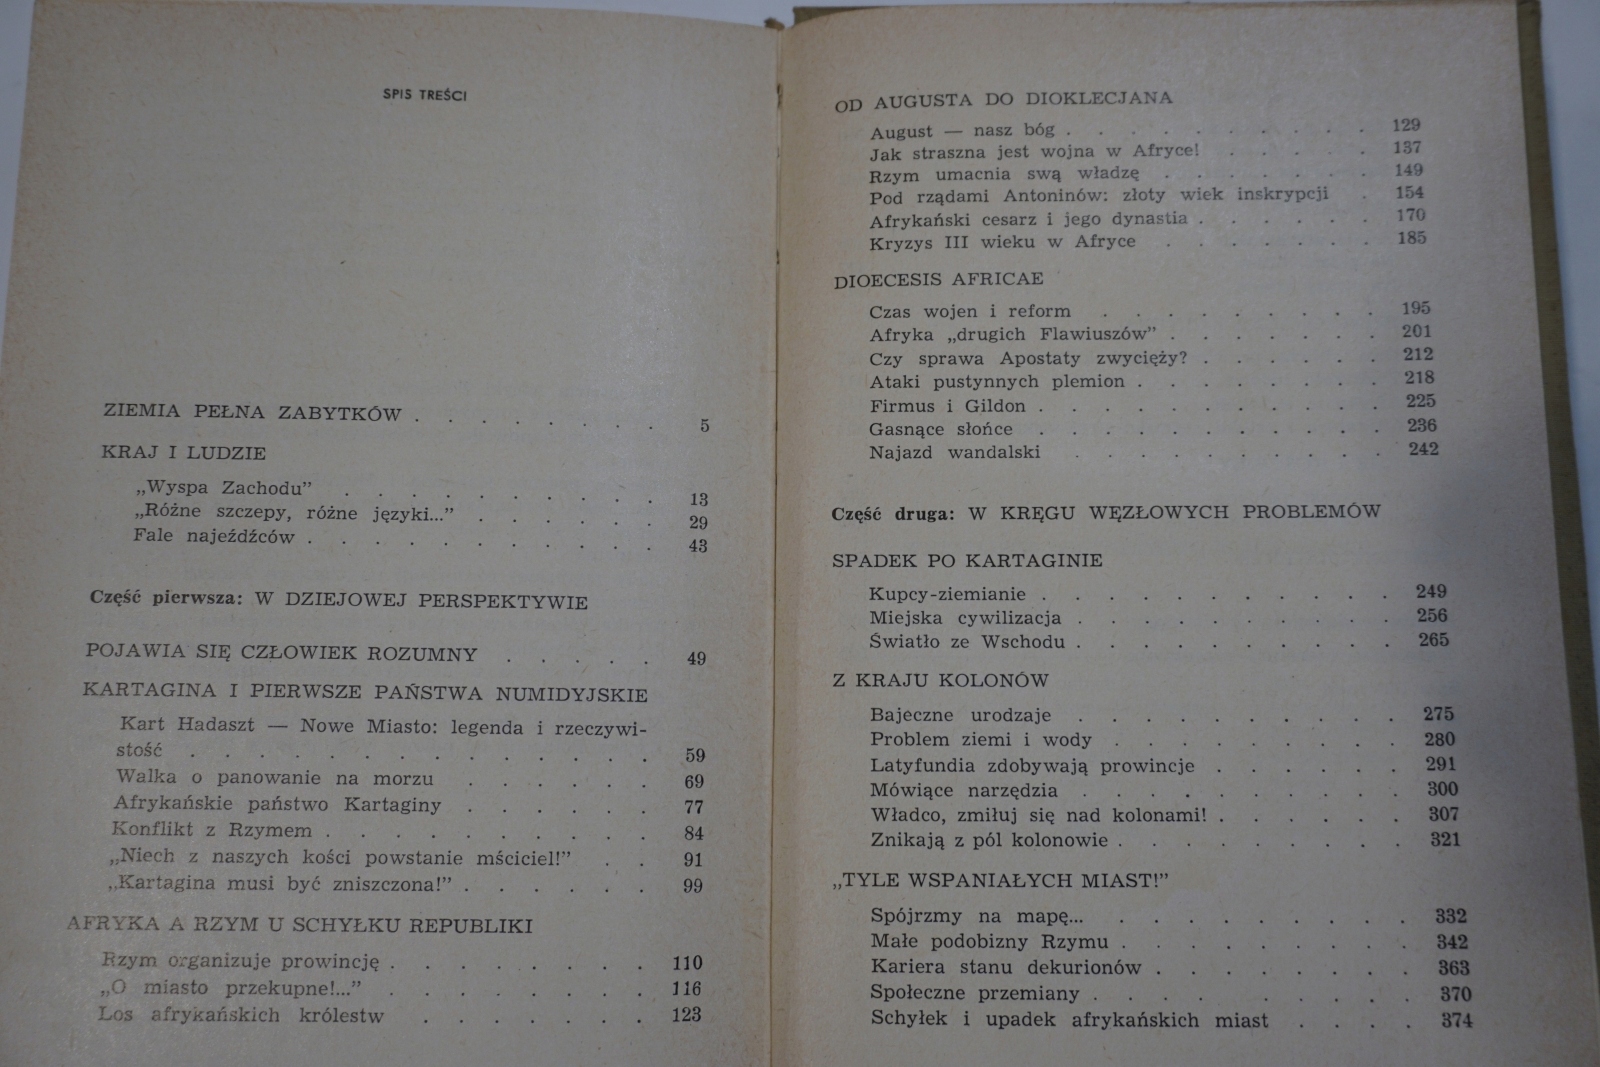 SPIS TREŚCI
ZIEMIA PEŁNA ZABYTKÓW . . . . . . . . 5
KRAJ I LUDZIE
„Wyspa Zachodu” . . . . . . . . . . 13
„Różne szczepy, różne języki...” . . . . . . 29
Fale najeźdźców . . . . . . . . . . . 43
Część pierwsza: W DZIEJOWEJ PERSPEKTYWIE
POJAWIA SIĘ CZŁOWIEK ROZUMNY . . . . . 49
KARTAGINA I PIERWSZE PAŃSTWA NUMIDYJSKIE
Kart Hadaszt — Nowe Miasto: legenda i rzeczywi-
stość . . . . . . . . . . . . . . 59
Walka o panowanie na morzu . . . . . . 69
Afrykańskie państwo Kartaginy . . . . . . 77
Konflikt z Rzymem . . . . . . . . . . 84
„Niech z naszych kości powstanie mściciel!” . . 91
„Kartagina musi być zniszczona!” . . . . . . 99
AFRYKA A RZYM U SCHYŁKU REPUBLIKI
Rzym organizuje prowincję . . . . . . . . 110
„O miasto przekupne!...” . . . . . . . . 116
Los afrykańskich królestw . . . . . . . 123
OD AUGUSTA DO DIOKLECJANA
August — nasz bóg . . . . . . . . . . 129
Jak straszna jest wojna w Afryce! . . . . . 137
Rzym umacnia swą władzę . . . . . . . 149
Pod rządami Antoninów: złoty wiek inskrypcji . 154
Afrykański cesarz i jego dynastia . . . . . . 170
Kryzys III wieku w Afryce . . . . . . . 185
DIOECESIS AFRICAE
Czas wojen i reform . . . . . . . . . 195
Afryka „drugich Flawiuszów” . . . . . . . 201
Czy sprawa Apostaty zwycięży? . . . . . . 212
Ataki pustynnych plemion . . . . . . . . 218
Firmus i Gildon . . . . . . . . . . . 225
Gasnące słońce . . . . . . . . . . . 236
Najazd wandalski . . . . . . . . . . 242
Część druga: W KRĘGU WĘZŁOWYCH PROBLEMÓW
SPADEK PO KARTAGINIE
Kupcy-ziemianie . . . . . . . . . . . 249
Miejska cywilizacja . . . . . . . . . . 256
Światło ze Wschodu . . . . . . . . . . 265
Z KRAJU KOLONÓW
Bajeczne urodzaje . . . . . . . . . . 275
Problem ziemi i wody . . . . . . . . . 280
Latyfundia zdobywają prowincje . . . . . . 291
Mówiące narzędzia . . . . . . . . . . 300
Władco, zmiłuj się nad kolonami! . . . . . . 307
Znikają z pól kolonowie . . . . . . . . . 321
„TYLE WSPANIAŁYCH MIAST!”
Spójrzmy na mapę... . . . . . . . . . . 332
Małe podobizny Rzymu . . . . . . . . . 342
Kariera stanu dekurionów . . . . . . . . 363
Społeczne przemiany . . . . . . . . . 370
Schyłek i upadek afrykańskich miast . . . . 374